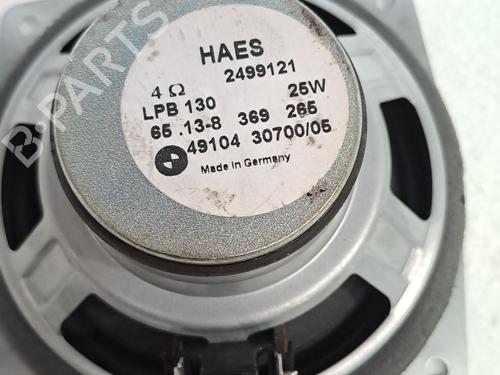 HAES
2499121
4 Ω
LPB 130 25W
65 .13-8 369 265
49104 30700/05
Made in Germany
B-PARTS